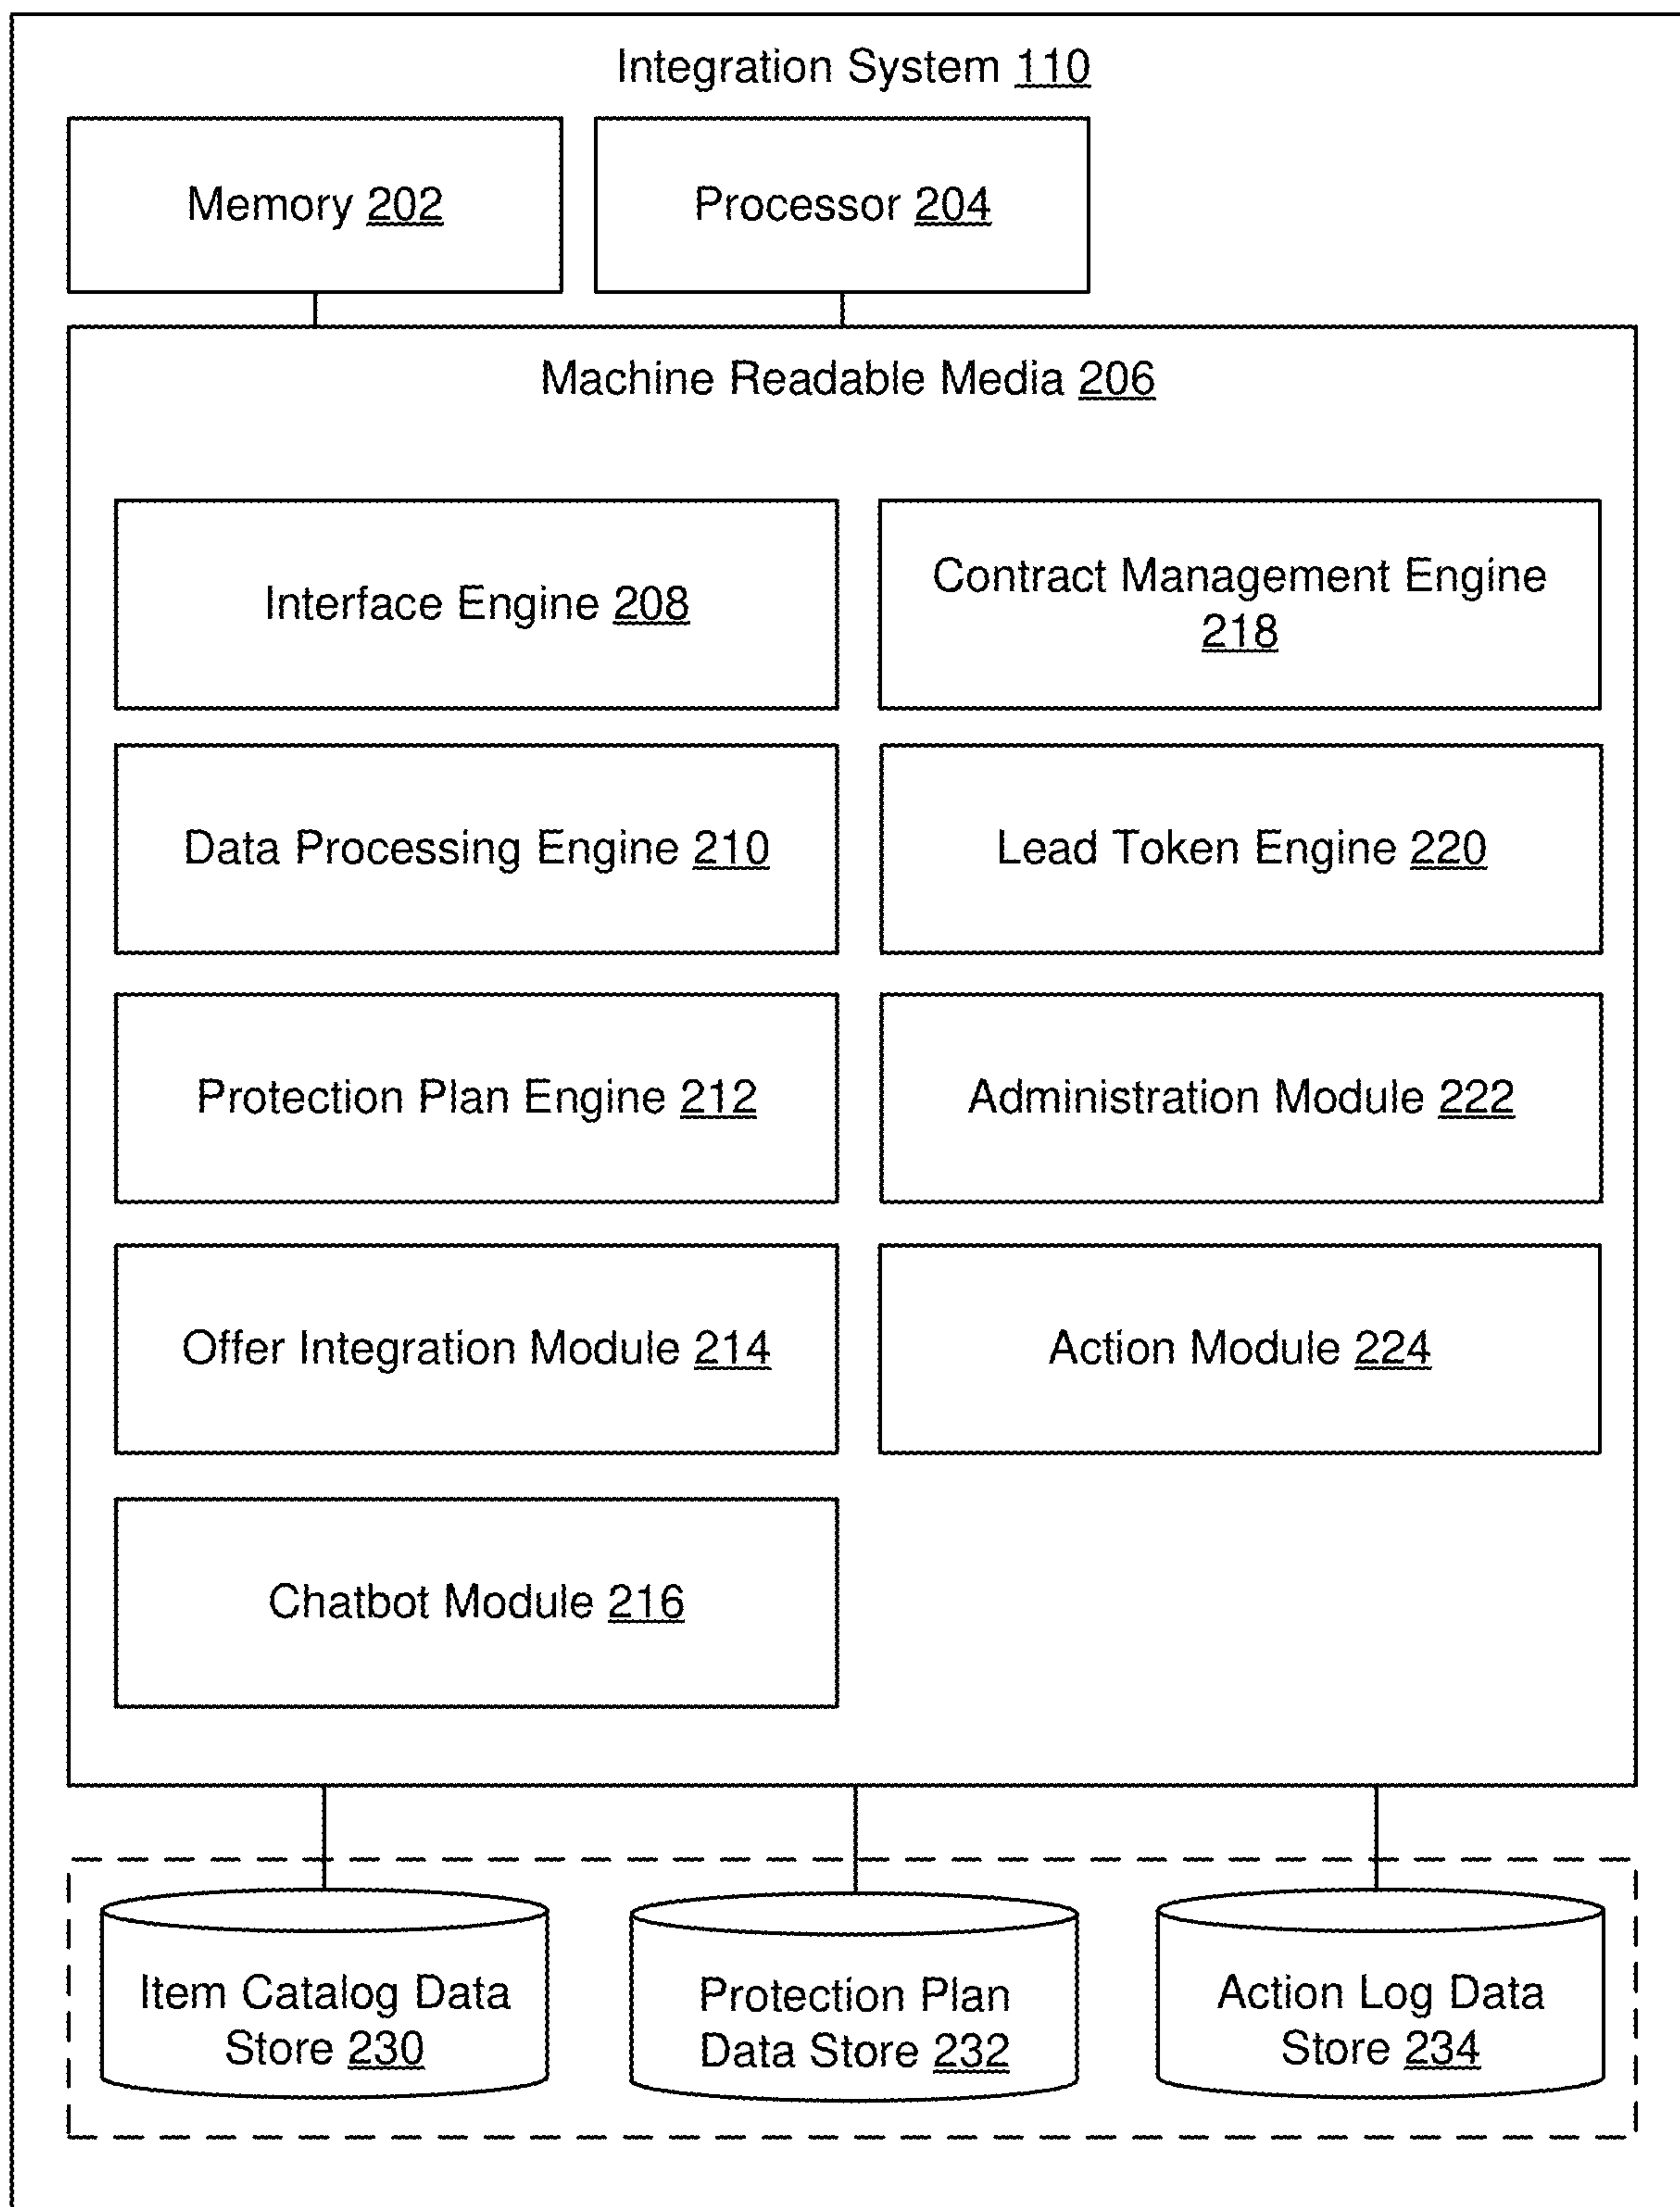 Integration System 110
Memory 202
Processor 204
Machine Readable Media 206
Interface Engine 208
Contract Management Engine
218
Data Processing Engine 210
Lead Token Engine 220
Protection Plan Engine 212
Administration Module 222
Offer Integration Module 214
Action Module 224
Chatbot Module 216
Item Catalog Data
Store 230
Protection Plan
Data Store 232
Action Log Data
Store 234